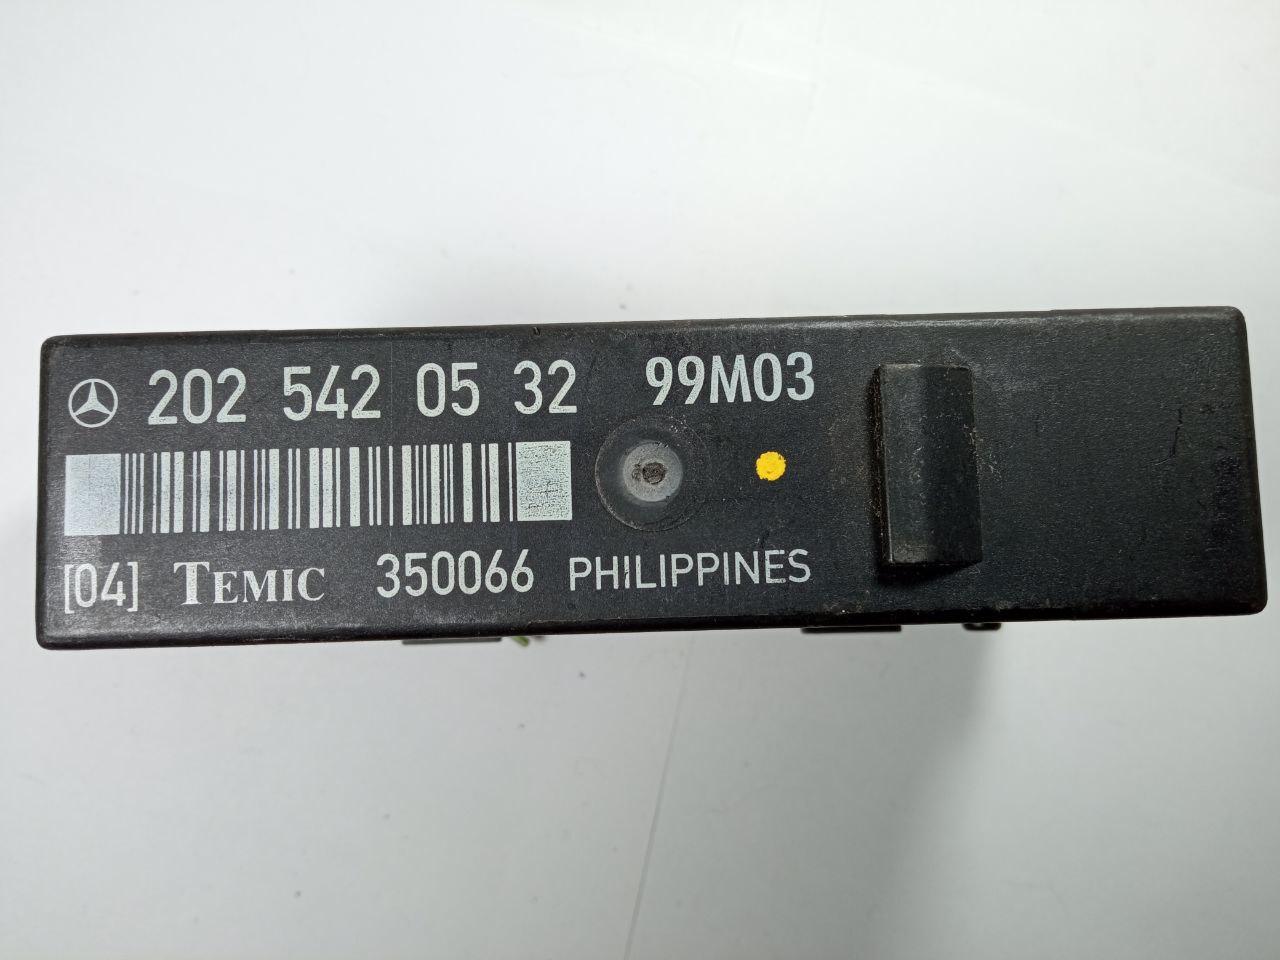 202 542 05 32 99M03
[04] TEMIC 350066 PHILIPPINES